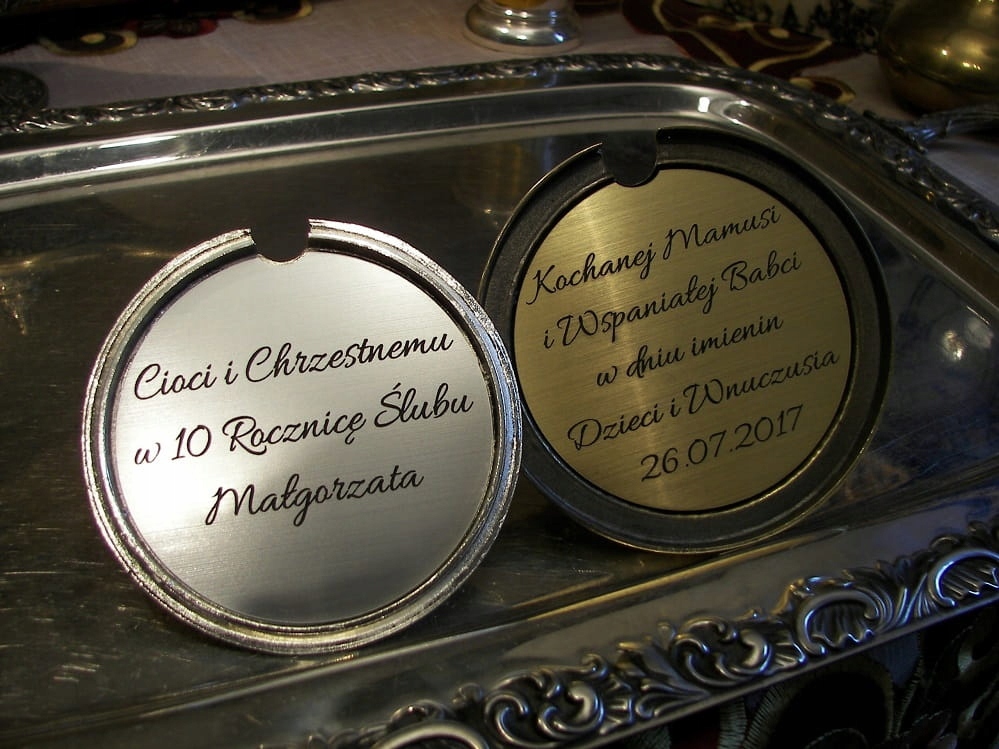 Cioci i Chrzestnemu
w 10 Rocznicę Ślubu
Małgorzata
Kochanej Mamusi
i Wspaniałej Babci
w dniu imienin
Dzieci i Wnuczusia
26.07.2017